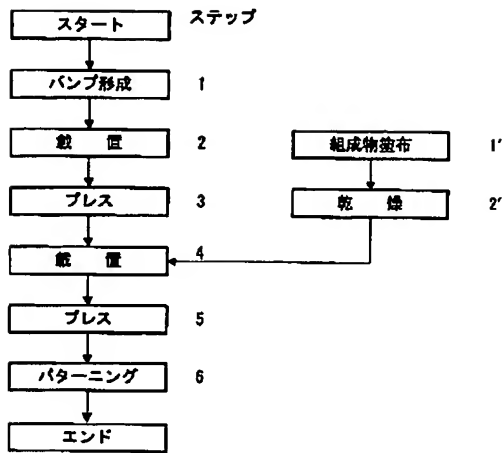 スタート ステップ
バンプ形成 1
載 置 2
組成物塗布 1'
プレス 3
乾 燥 2'
載 置 4
プレス 5
パターニング 6
エンド